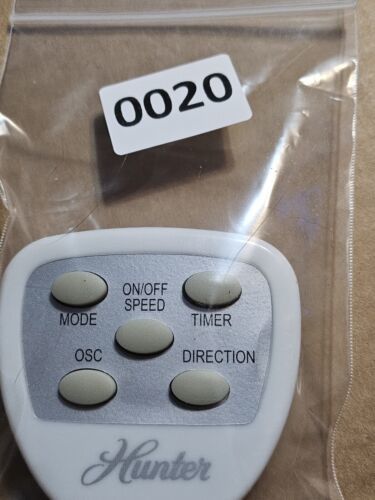 0020
ON/OFF
SPEED
MODE
TIMER
OSC
DIRECTION
Hunter